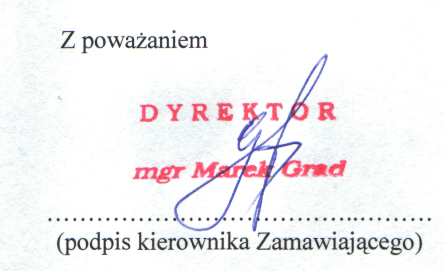 Z poważaniem
DYREKTOR
mgr Marek Grad
(podpis kierownika Zamawiającego)